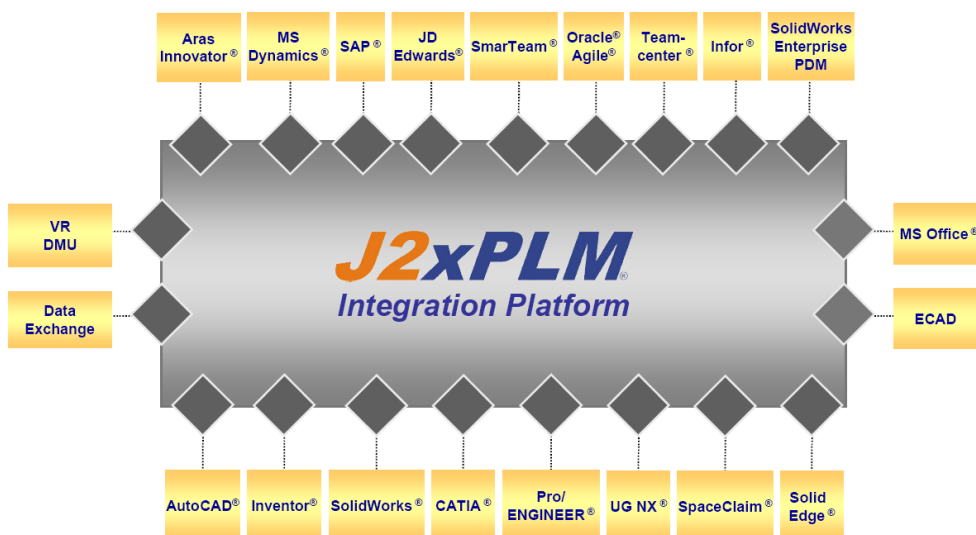 Aras
Innovator®
MS
Dynamics®
SAP®
JD
Edwards®
SmarTeam®
Oracle®
Agile®
Team-
center®
Infor®
SolidWorks
Enterprise
PDM
VR
DMU
Data
Exchange
J2xPLM®
Integration Platform
MS Office®
ECAD
AutoCAD®
Inventor®
SolidWorks®
CATIA®
Pro/
ENGINEER®
UG NX®
SpaceClaim®
Solid
Edge®